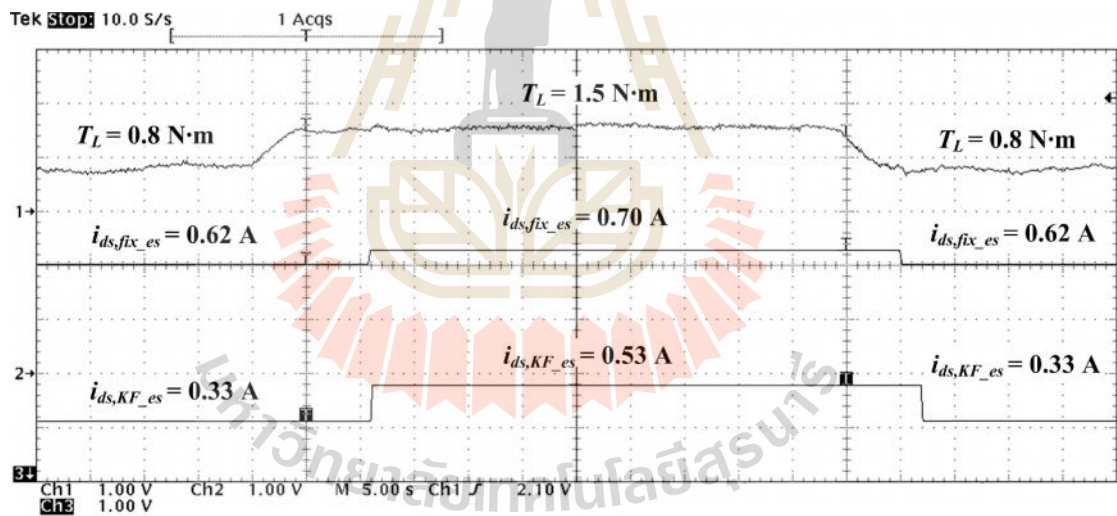 Tek Stop: 10.0 S/s 1 Acqs
T_L = 1.5 N·m
T_L = 0.8 N·m
T_L = 0.8 N·m
1→
i_ds,fix_es = 0.62 A
i_ds,fix_es = 0.70 A
i_ds,fix_es = 0.62 A
2→
i_ds,KF_es = 0.33 A
i_ds,KF_es = 0.53 A
i_ds,KF_es = 0.33 A
3↓
มหาวิทยาลัยเทคโนโลยีสุรนารี
Ch1 1.00 V Ch2 1.00 V M 5.00 s Ch1 ʃ 2.10 V
Ch3 1.00 V